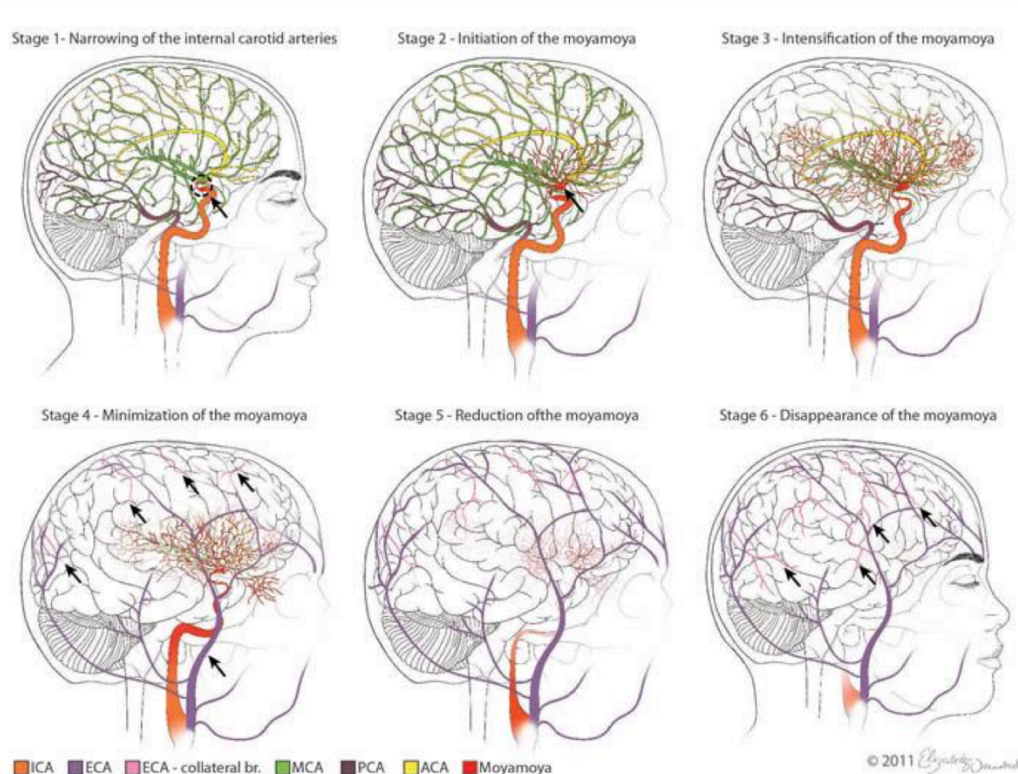 Stage 1- Narrowing of the internal carotid arteries
Stage 2 - Initiation of the moyamoya
Stage 3 - Intensification of the moyamoya
Stage 4 - Minimization of the moyamoya
Stage 5 - Reduction ofthe moyamoya
Stage 6 - Disappearance of the moyamoya
ICA ECA ECA - collateral br. MCA PCA ACA Moyamoya
© 2011